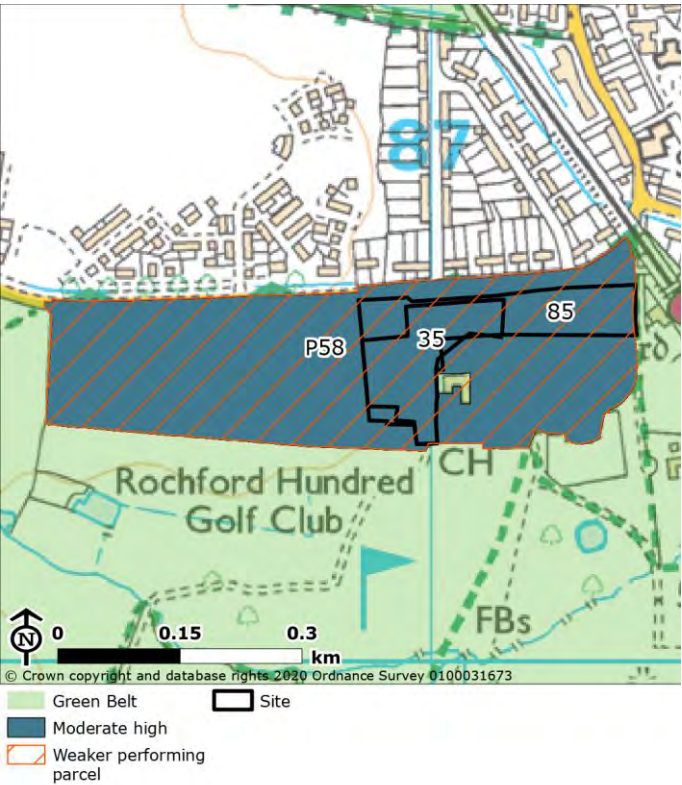 87
85
P58
35
rd
CH
Rochford Hundred
Golf Club
FBs
N
0 0.15 0.3
km
© Crown copyright and database rights 2020 Ordnance Survey 0100031673
Green Belt
Site
Moderate high
Weaker performing
parcel